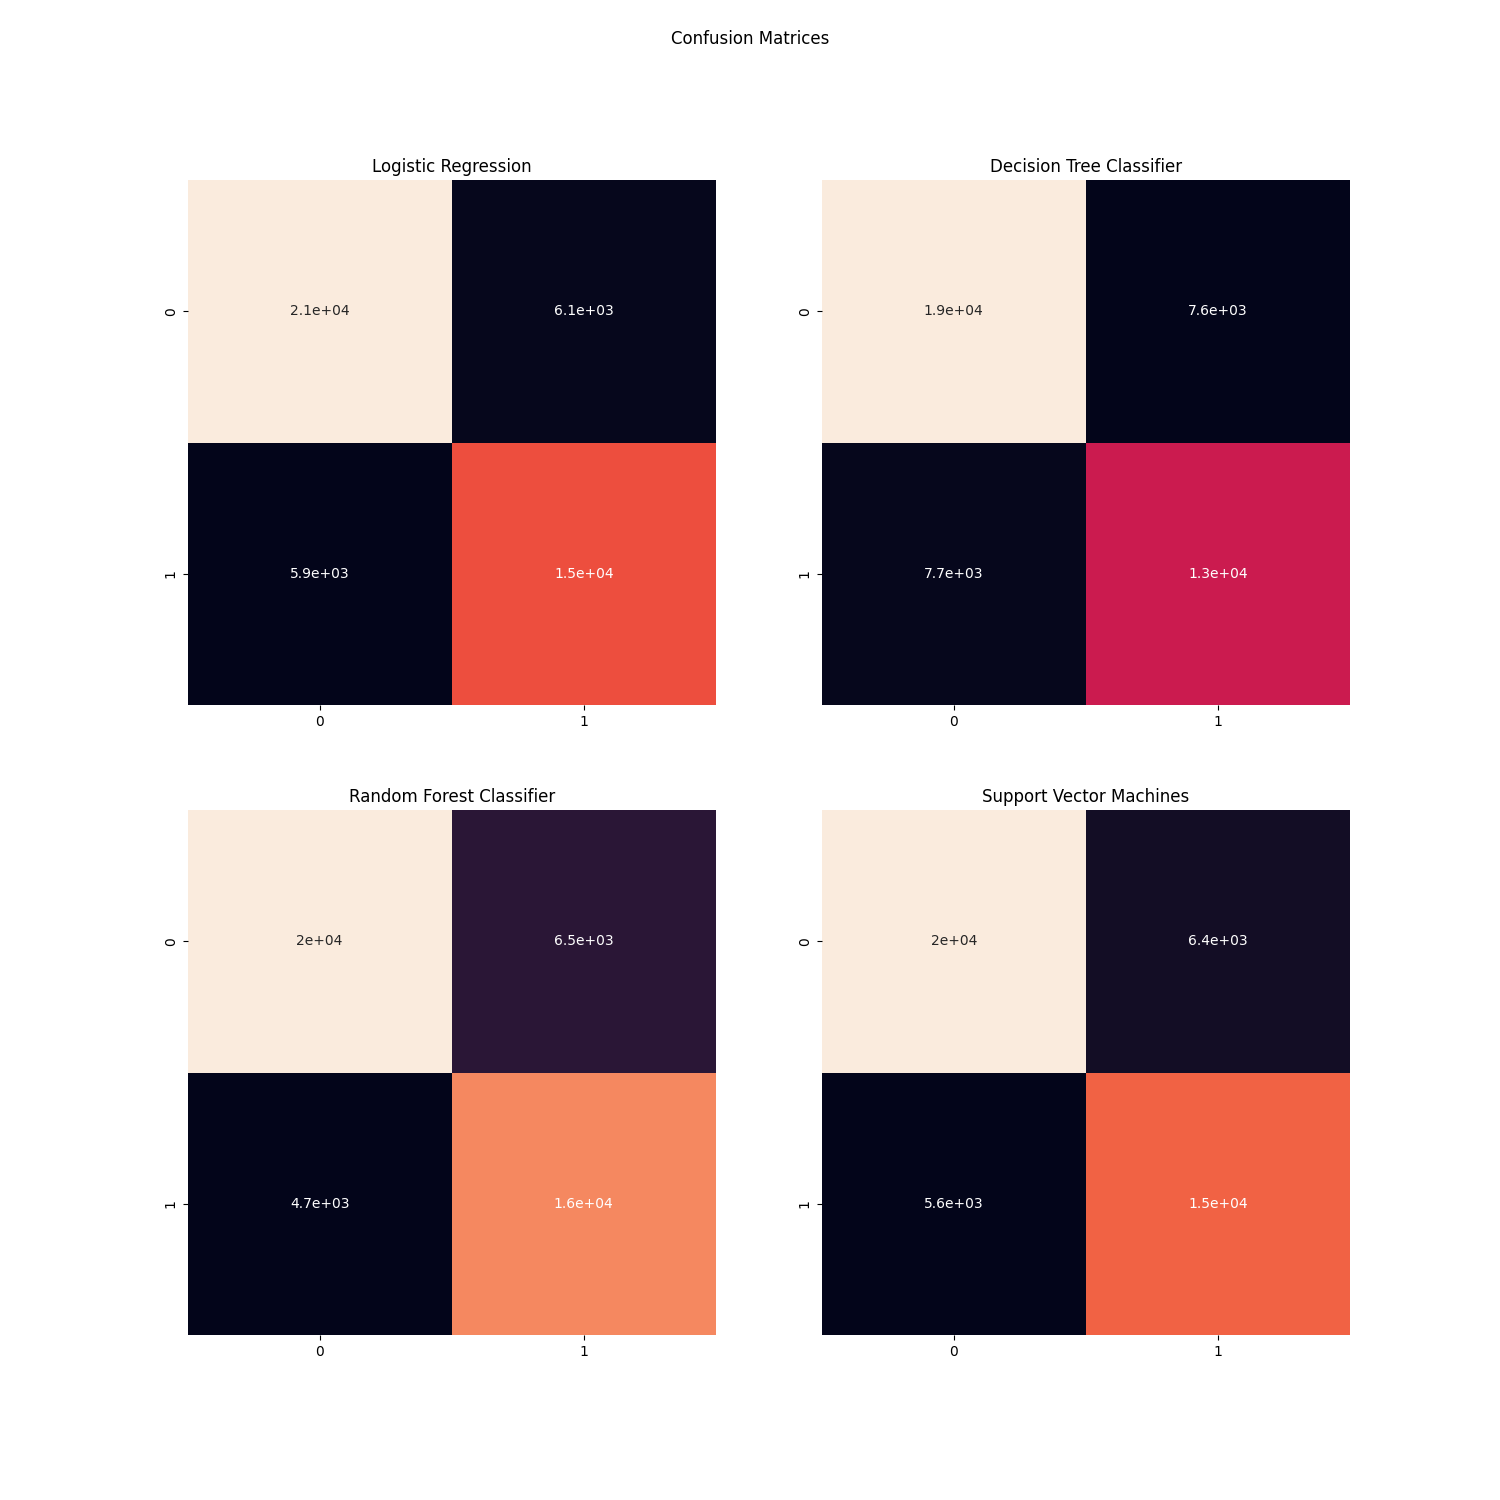 Confusion Matrices
Logistic Regression
0
2.1e+04
6.1e+03
1
5.9e+03
1.5e+04
0
1
Decision Tree Classifier
0
1.9e+04
7.6e+03
1
7.7e+03
1.3e+04
0
1
Random Forest Classifier
0
2e+04
6.5e+03
1
4.7e+03
1.6e+04
0
1
Support Vector Machines
0
2e+04
6.4e+03
1
5.6e+03
1.5e+04
0
1